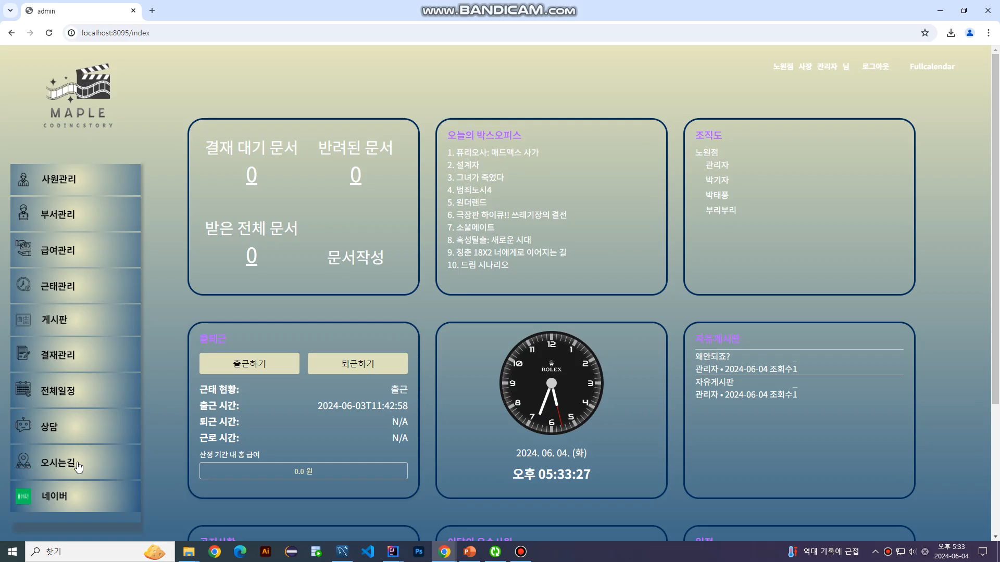 admin
www.BANDICAM.com
localhost:8095/index
MAPLE
CODINGSTORY
노원점 사장 관리자 님 로그아웃 Fullcalendar
사원관리
부서관리
급여관리
근태관리
게시판
결재관리
전체일정
상담
오시는길
네이버
결재 대기 문서 반려된 문서
0 0
받은 전체 문서
0 문서작성
오늘의 박스오피스
1. 퓨리오사: 매드맥스 사가
2. 설계자
3. 그녀가 죽었다
4. 범죄도시4
5. 원더랜드
6. 극장판 하이큐!! 쓰레기장의 결전
7. 소울메이트
8. 혹성탈출: 새로운 시대
9. 청춘 18X2 너에게로 이어지는 길
10. 드림 시나리오
조직도
노원점
관리자
박기자
박태풍
부리부리
출퇴근
출근하기 퇴근하기
근태 현황: 출근
출근 시간: 2024-06-03T11:42:58
퇴근 시간: N/A
근로 시간: N/A
산정 기간 내 총 급여
0.0 원
12
11 1
10 2
ROLEX
9 3
8 4
7 5
6
2024. 06. 04. (화)
오후 05:33:27
자유게시판
왜안되죠?
관리자 • 2024-06-04 조회수1
자유게시판
관리자 • 2024-06-04 조회수1
공지사항 이달의 우수사원 일정
찾기
Ai
Ps
역대 기록에 근접
오후 5:33
2024-06-04